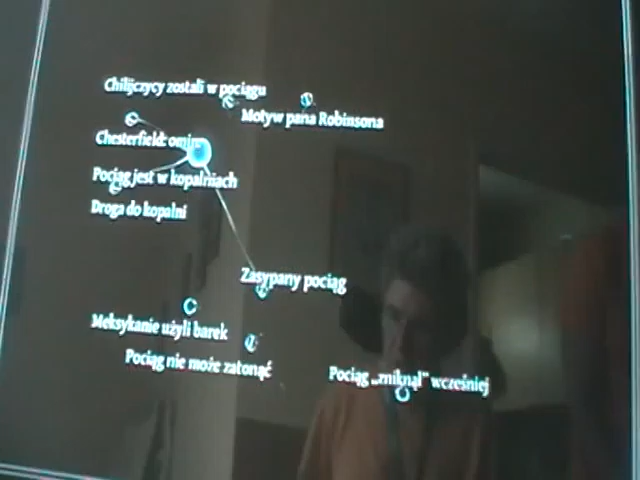 Chilijczycy zostali w pociągu
Motyw pana Robinsona
Chesterfield:
Pociąg jest w kopalniach
Droga do kopalni
Zasypany pociąg
Meksykanie użyli barek
Pociąg nie może zatonąć
Pociąg „zniknął” wcześniej